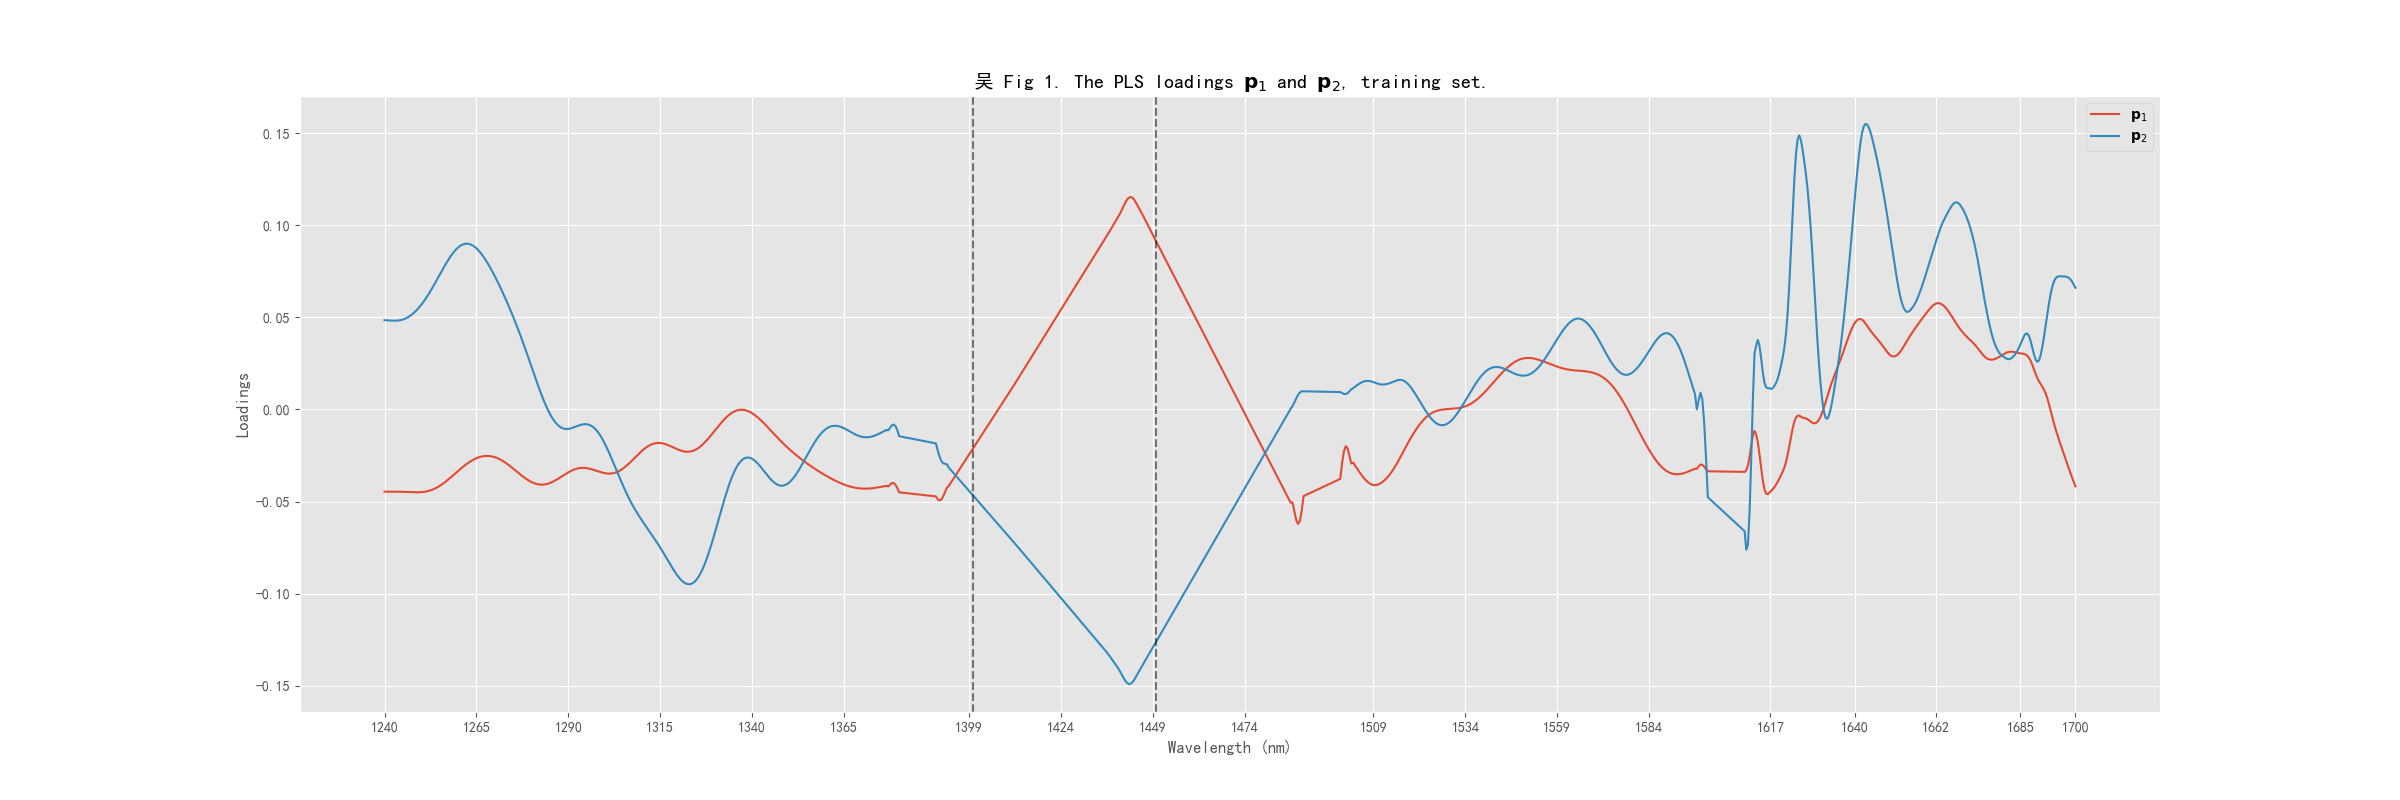 吴 Fig 1. The PLS loadings p₁ and p₂, training set.
p₁
p₂
0.15
0.10
0.05
0.00
−0.05
−0.10
−0.15
Loadings
1240 1265 1290 1315 1340 1365 1399 1424 1449 1474 1509 1534 1559 1584 1617 1640 1662 1685 1700
Wavelength (nm)